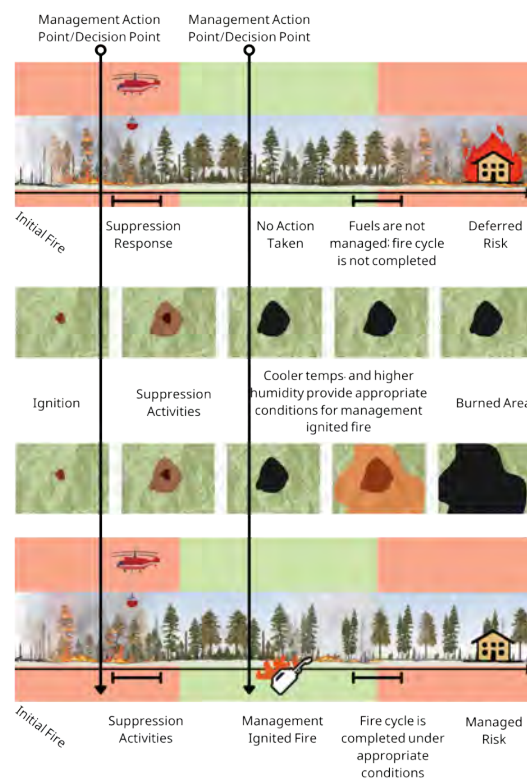 Management Action
Point/Decision Point
Management Action
Point/Decision Point
Initial Fire
Suppression
Response
No Action
Taken
Fuels are not
managed; fire cycle
is not completed
Deferred
Risk
Ignition
Suppression
Activities
Cooler temps and higher
humidity provide appropriate
conditions for management
ignited fire
Burned Area
Initial Fire
Suppression
Activities
Management
Ignited Fire
Fire cycle is
completed under
appropriate
conditions
Managed
Risk